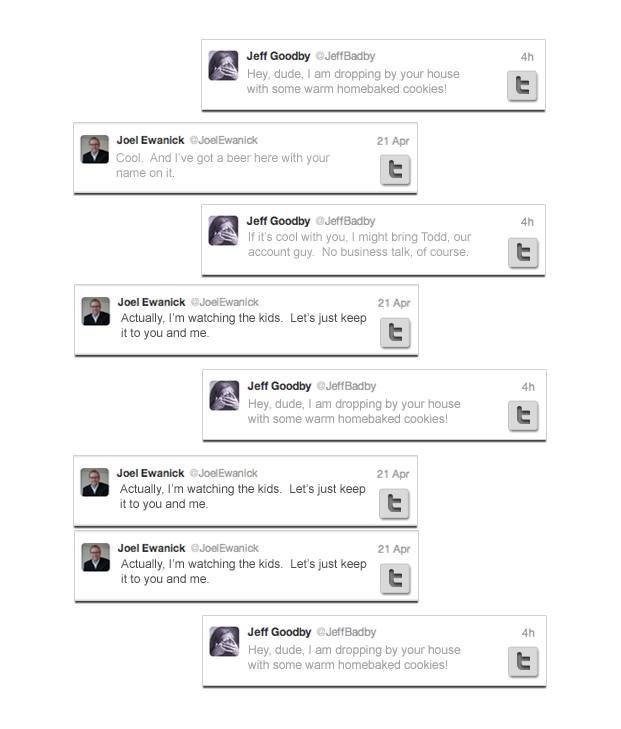 Jeff Goodby @JeffBadby 4h
Hey, dude, I am dropping by your house
with some warm homebaked cookies!
Joel Ewanick @JoelEwanick 21 Apr
Cool. And I've got a beer here with your
name on it.
Jeff Goodby @JeffBadby 4h
If it's cool with you, I might bring Todd, our
account guy. No business talk, of course.
Joel Ewanick @JoelEwanick 21 Apr
Actually, I'm watching the kids. Let's just keep
it to you and me.
Jeff Goodby @JeffBadby 4h
Hey, dude, I am dropping by your house
with some warm homebaked cookies!
Joel Ewanick @JoelEwanick 21 Apr
Actually, I'm watching the kids. Let's just keep
it to you and me.
Joel Ewanick @JoelEwanick 21 Apr
Actually, I'm watching the kids. Let's just keep
it to you and me.
Jeff Goodby @JeffBadby 4h
Hey, dude, I am dropping by your house
with some warm homebaked cookies!